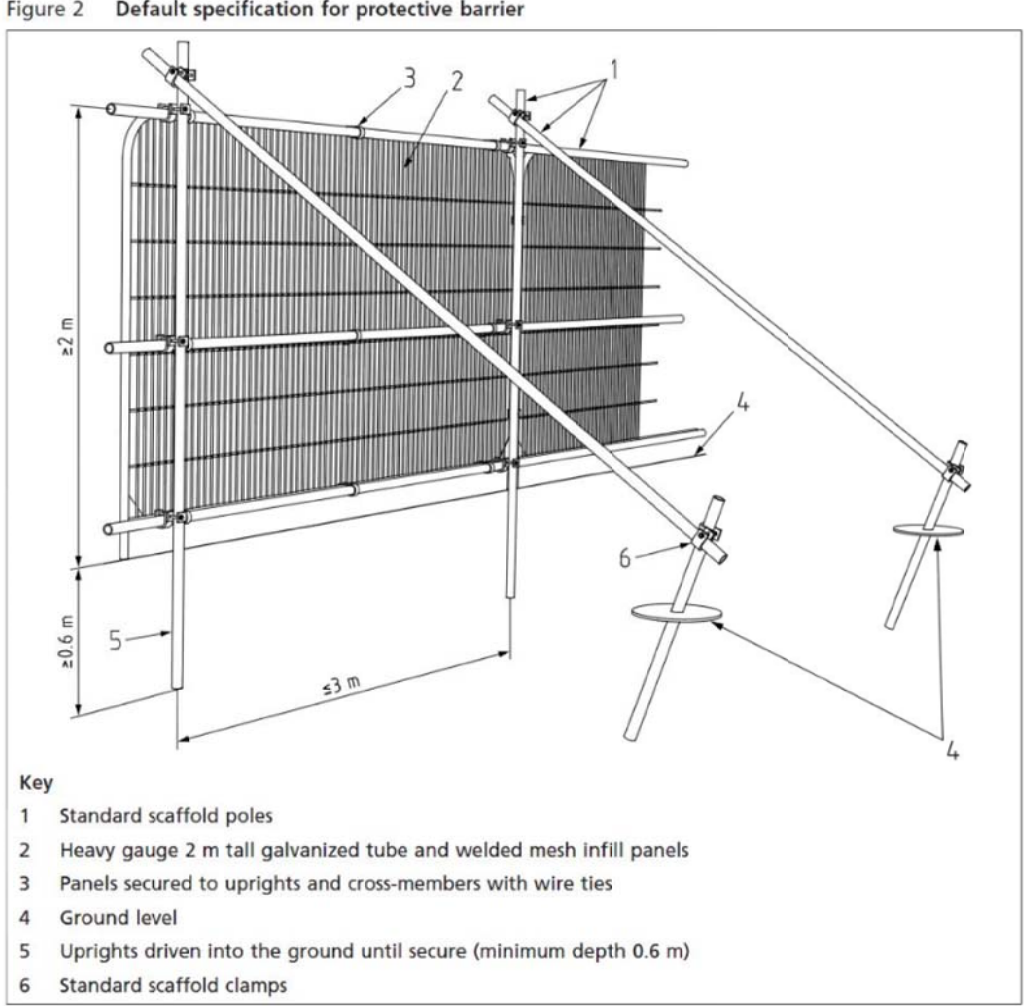 Figure 2 Default specification for protective barrier
3
2
1
≥2 m
4
6
≥0.6 m
5
≤3 m
4
Key
1 Standard scaffold poles
2 Heavy gauge 2 m tall galvanized tube and welded mesh infill panels
3 Panels secured to uprights and cross-members with wire ties
4 Ground level
5 Uprights driven into the ground until secure (minimum depth 0.6 m)
6 Standard scaffold clamps